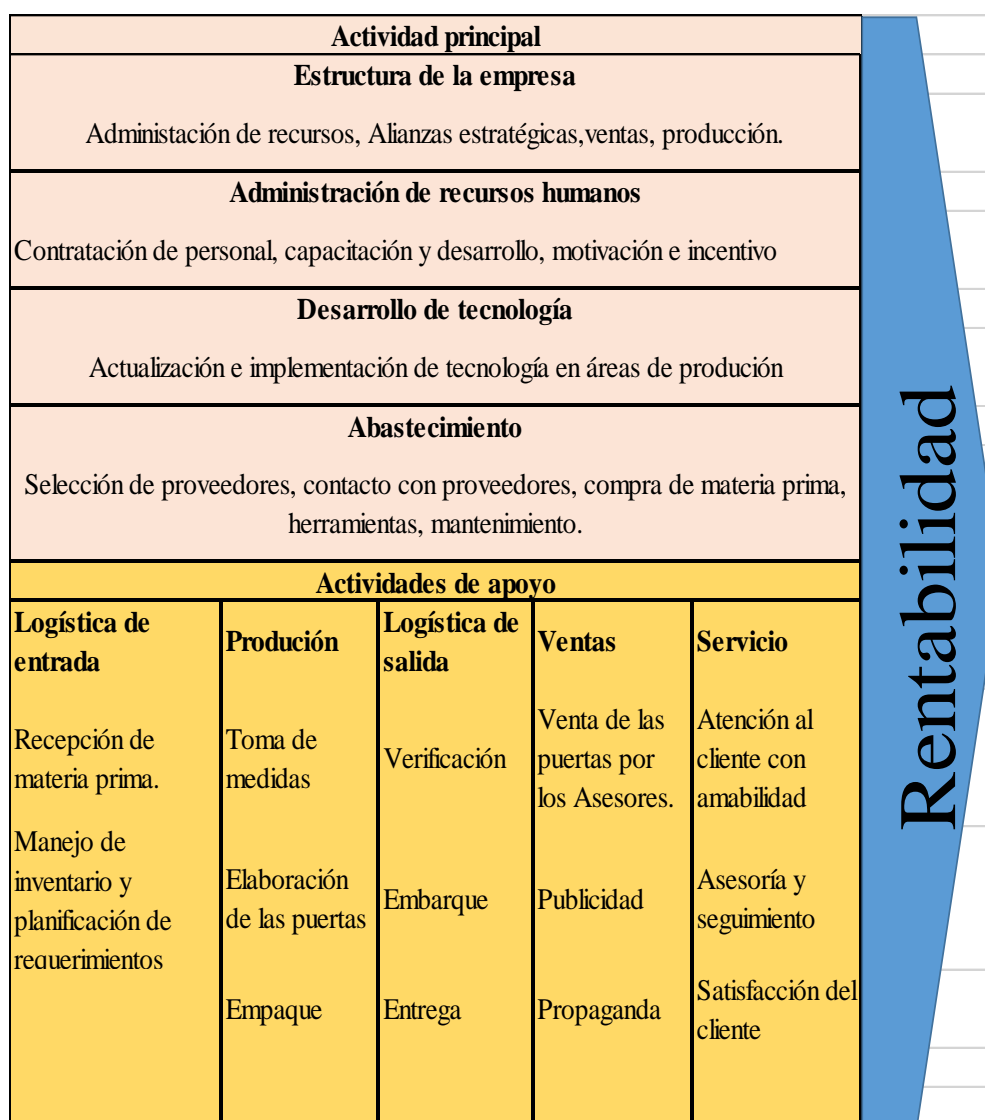 Actividad principal
Estructura de la empresa
Administación de recursos, Alianzas estratégicas,ventas, producción.
Administración de recursos humanos
Contratación de personal, capacitación y desarrollo, motivación e incentivo
Desarrollo de tecnología
Actualización e implementación de tecnología en áreas de produción
Abastecimiento
Selección de proveedores, contacto con proveedores, compra de materia prima,
herramientas, mantenimiento.
Actividades de apoyo
Logística de
entrada
Produción
Logística de
salida
Ventas
Servicio
Recepción de
materia prima.
Toma de
medidas
Verificación
Venta de las
puertas por
los Asesores.
Atención al
cliente con
amabilidad
Manejo de
inventario y
planificación de
requerimientos
Elaboración
de las puertas
Embarque
Publicidad
Asesoría y
seguimiento
Empaque
Entrega
Propaganda
Satisfacción del
cliente
Rentabilidad